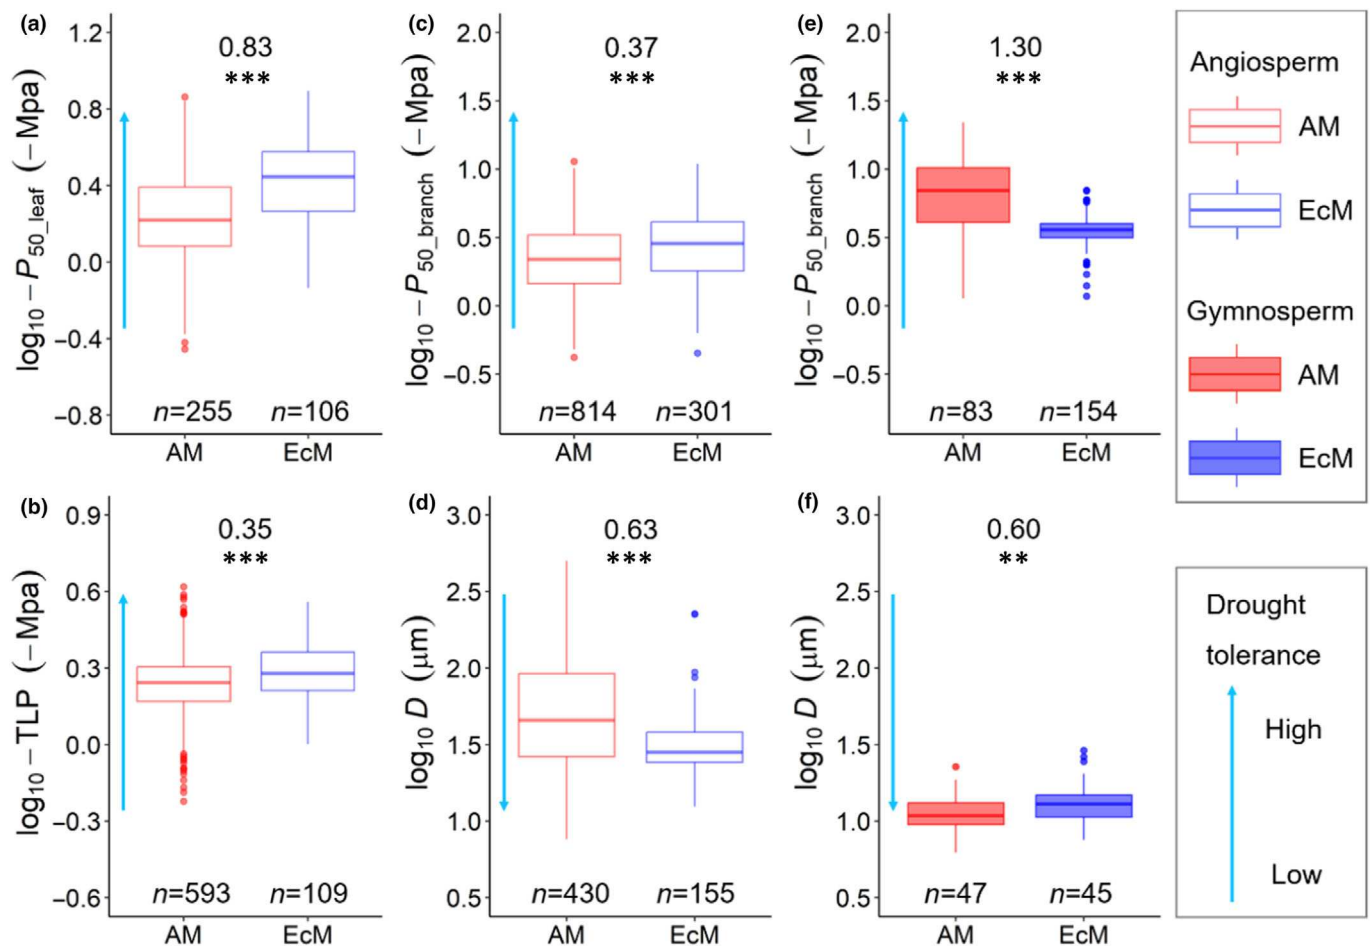 (a)
log10 − P50_leaf (−Mpa)
1.2
0.8
0.4
0.0
−0.4
−0.8
0.83
***
n=255
n=106
AM
EcM
(c)
log10 − P50_branch (−Mpa)
2.0
1.5
1.0
0.5
0.0
−0.5
0.37
***
n=814
n=301
AM
EcM
(e)
log10 − P50_branch (−Mpa)
2.0
1.5
1.0
0.5
0.0
−0.5
1.30
***
n=83
n=154
AM
EcM
Angiosperm
AM
EcM
Gymnosperm
AM
EcM
(b)
log10 −TLP (−Mpa)
0.9
0.6
0.3
0.0
−0.3
−0.6
0.35
***
n=593
n=109
AM
EcM
(d)
log10 D (μm)
3.0
2.5
2.0
1.5
1.0
0.5
0.63
***
n=430
n=155
AM
EcM
(f)
log10 D (μm)
3.0
2.5
2.0
1.5
1.0
0.5
0.60
**
n=47
n=45
AM
EcM
Drought
tolerance
High
Low